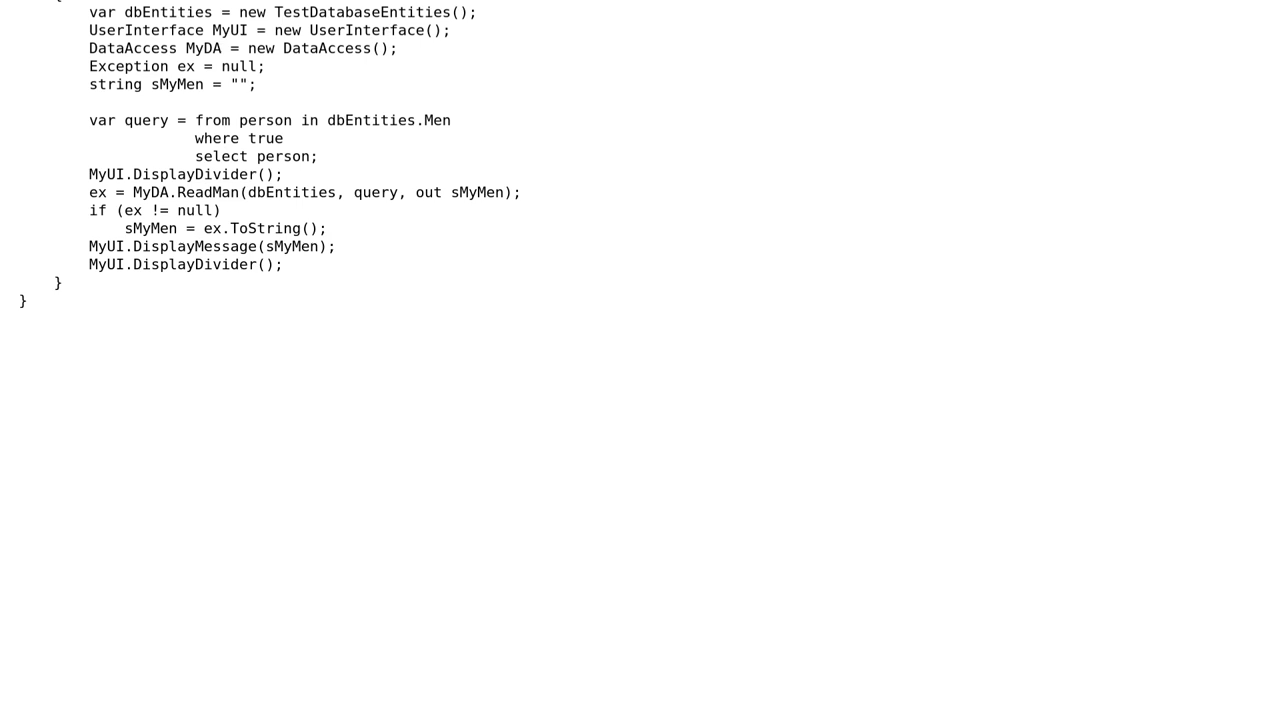 {
        var dbEntities = new TestDatabaseEntities();
        UserInterface MyUI = new UserInterface();
        DataAccess MyDA = new DataAccess();
        Exception ex = null;
        string sMyMen = "";

        var query = from person in dbEntities.Men
                    where true
                    select person;
        MyUI.DisplayDivider();
        ex = MyDA.ReadMan(dbEntities, query, out sMyMen);
        if (ex != null)
            sMyMen = ex.ToString();
        MyUI.DisplayMessage(sMyMen);
        MyUI.DisplayDivider();
    }
}